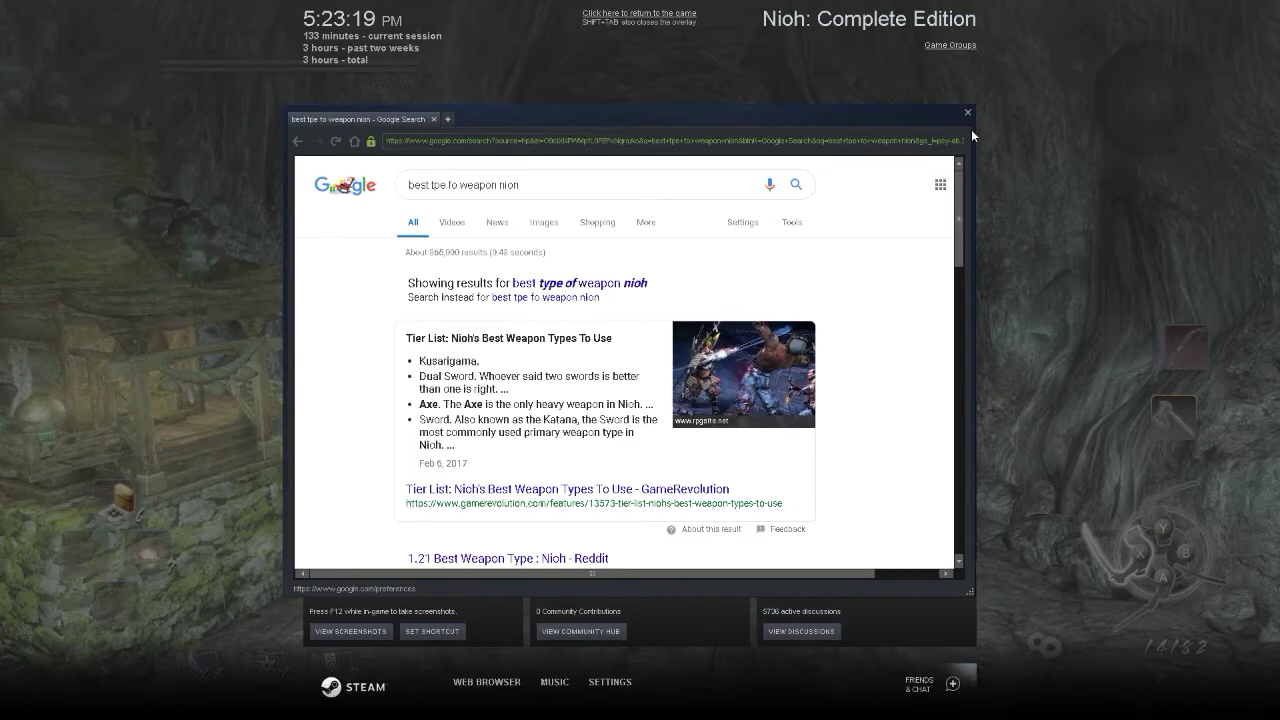 5:23:19 PM
133 minutes - current session
3 hours - past two weeks
3 hours - total
Click here to return to the game
SHIFT+TAB also closes the overlay
Nioh: Complete Edition
Game Groups
best tpe fo weapon nion - Google Search
Google
best tpe fo weapon nion
All Videos News Images Shopping More Settings Tools
About 365,000 results (0.43 seconds)
Showing results for best type of weapon nioh
Search instead for best tpe fo weapon nion
Tier List: Nioh's Best Weapon Types To Use
Kusarigama.
Dual Sword. Whoever said two swords is better
than one is right. ...
Axe. The Axe is the only heavy weapon in Nioh. ...
Sword. Also known as the Katana, the Sword is the
most commonly used primary weapon type in
Nioh. ...
Feb 6, 2017
www.rpgsite.net
Tier List: Nioh's Best Weapon Types To Use - GameRevolution
https://www.gamerevolution.com/features/13573-tier-list-niohs-best-weapon-types-to-use
About this result Feedback
1.21 Best Weapon Type : Nioh - Reddit
https://www.google.com/preferences
Press F12 while in-game to take screenshots.
VIEW SCREENSHOTS SET SHORTCUT
0 Community Contributions
VIEW COMMUNITY HUB
5736 active discussions
VIEW DISCUSSIONS
Y
X B
A
STEAM
WEB BROWSER MUSIC SETTINGS
FRIENDS
& CHAT